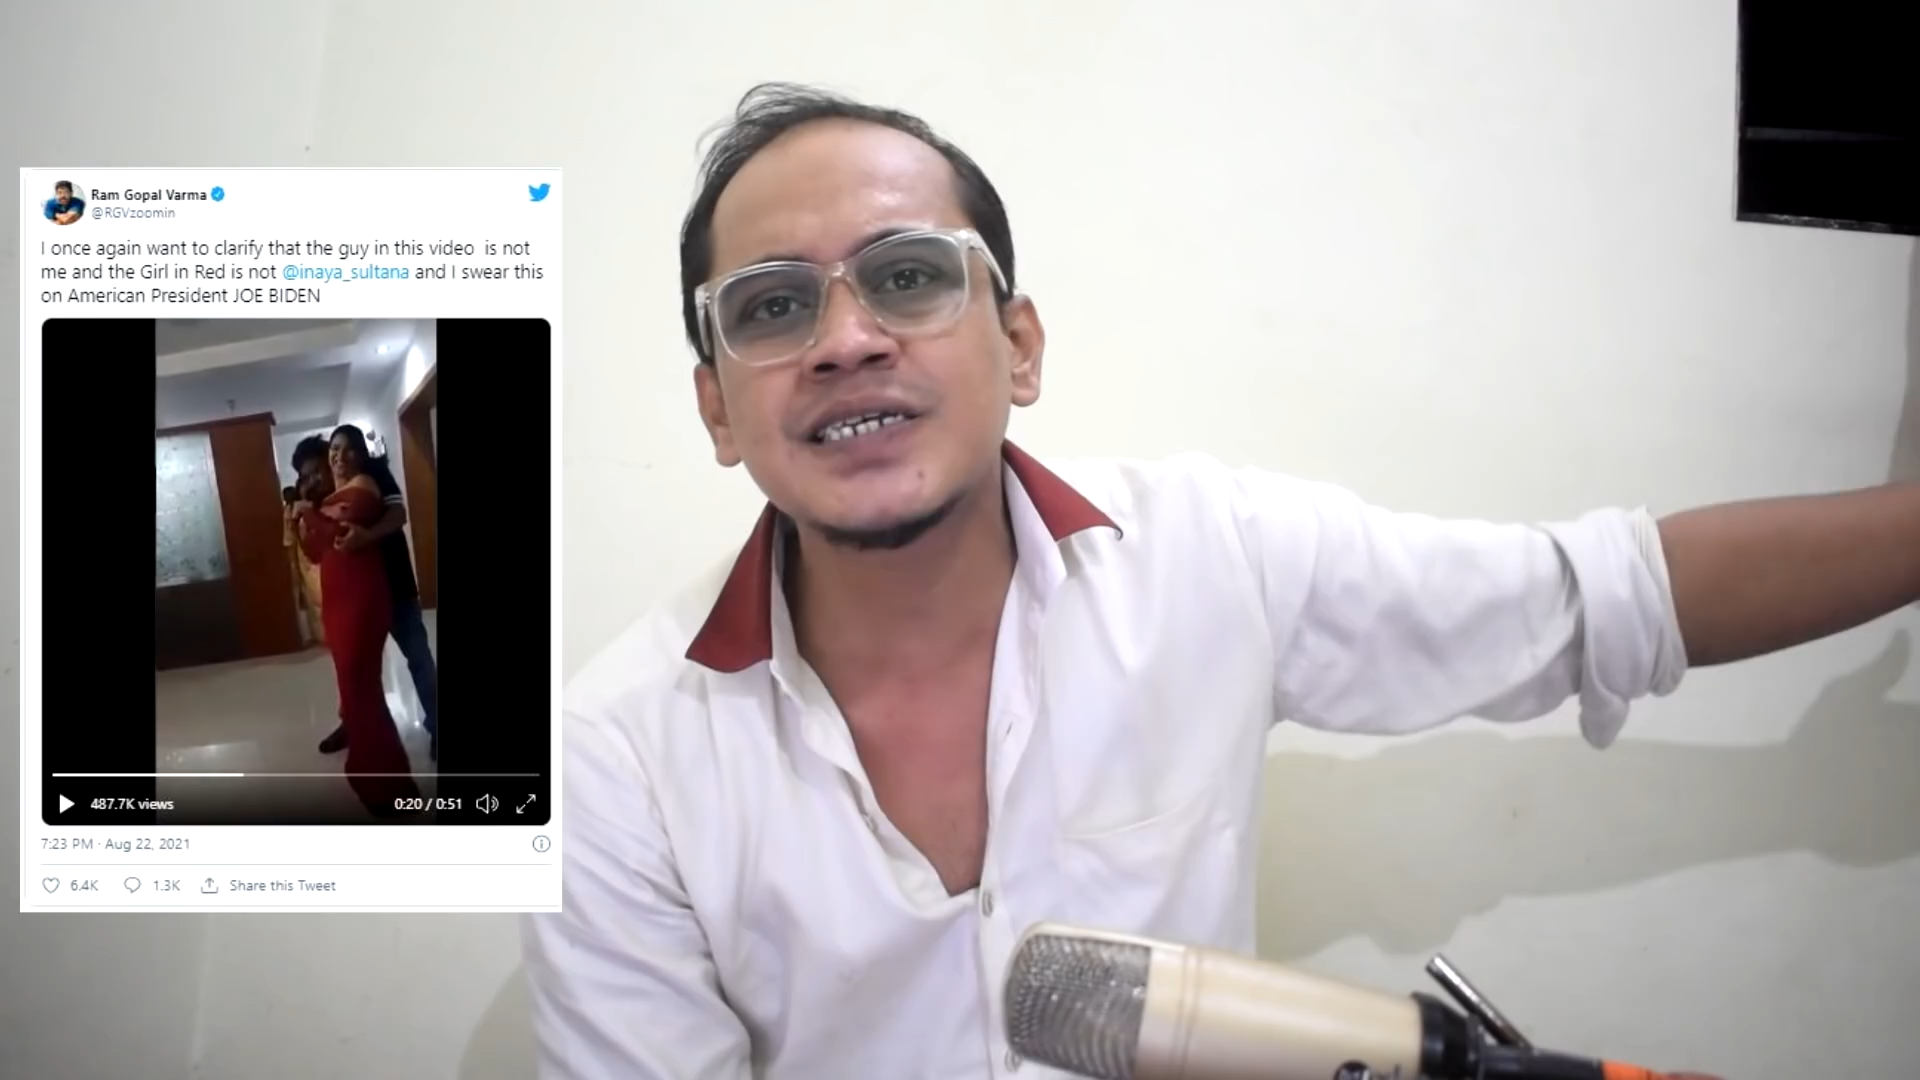 Ram Gopal Varma
@RGVzoomin
I once again want to clarify that the guy in this video is not
me and the Girl in Red is not @inaya_sultana and I swear this
on American President JOE BIDEN
487.7K views
0:20 / 0:51
7:23 PM · Aug 22, 2021
6.4K
1.3K
Share this Tweet